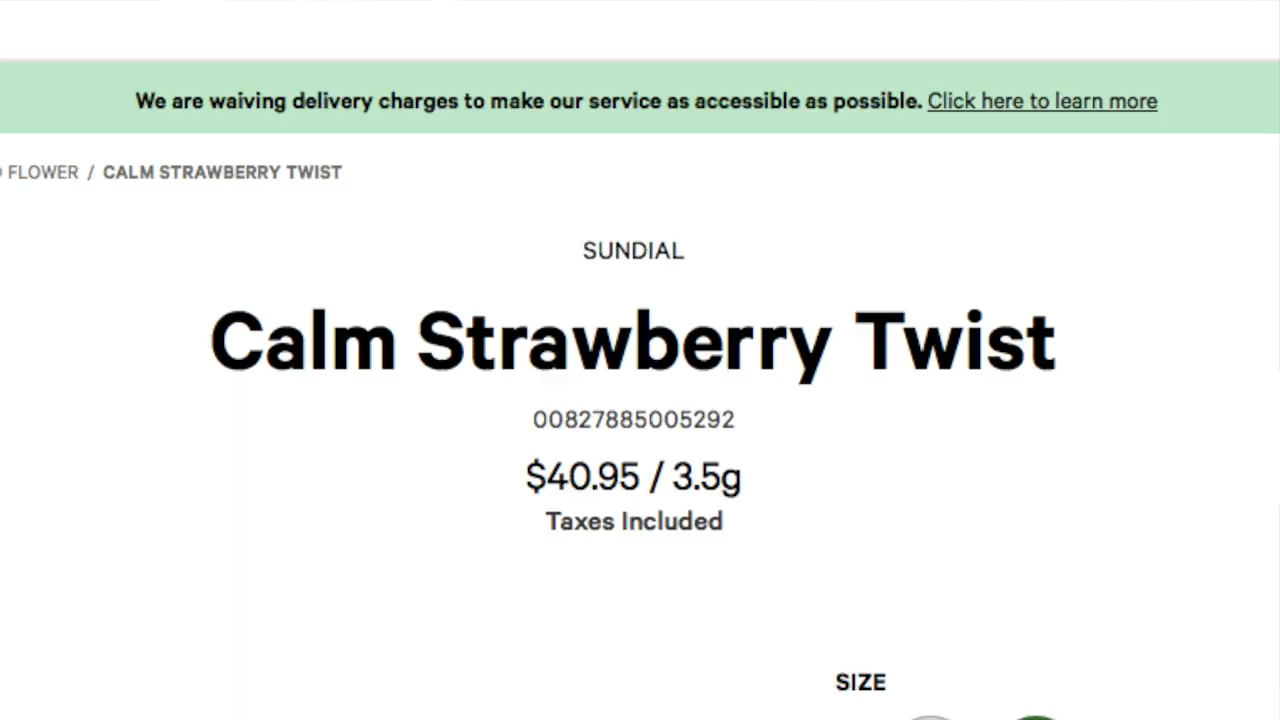 We are waiving delivery charges to make our service as accessible as possible. Click here to learn more
FLOWER / CALM STRAWBERRY TWIST
SUNDIAL
Calm Strawberry Twist
00827885005292
$40.95 / 3.5g
Taxes Included
SIZE